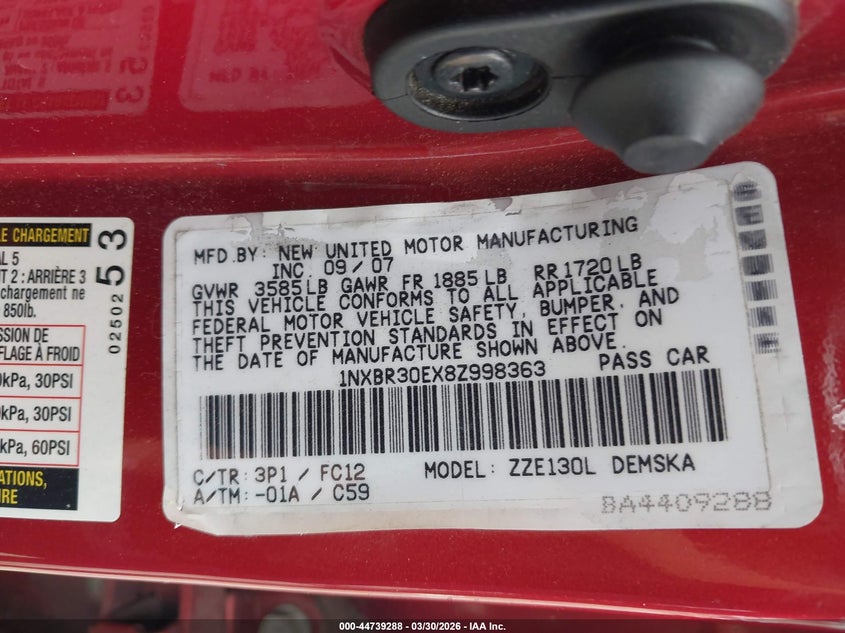 LE CHARGEMENT
AL 5
T 2 : ARRIÈRE 3
chargement ne
850lb.
02502 53
SSION DE
FLAGE À FROID
kPa, 30PSI
kPa, 30PSI
kPa, 60PSI
ATIONS,
URE
MFD.BY: NEW UNITED MOTOR MANUFACTURING
INC. 09/07
GVWR 3585LB GAWR FR 1885LB RR1720LB
THIS VEHICLE CONFORMS TO ALL APPLICABLE
FEDERAL MOTOR VEHICLE SAFETY, BUMPER, AND
THEFT PREVENTION STANDARDS IN EFFECT ON
THE DATE OF MANUFACTURE SHOWN ABOVE.
1NXBR30EX8Z998363 PASS CAR
C/TR: 3P1 / FC12 MODEL: ZZE130L DEMSKA
A/TM: -01A / C59
BA4409288
000-44739288 - 03/30/2026 - IAA Inc.